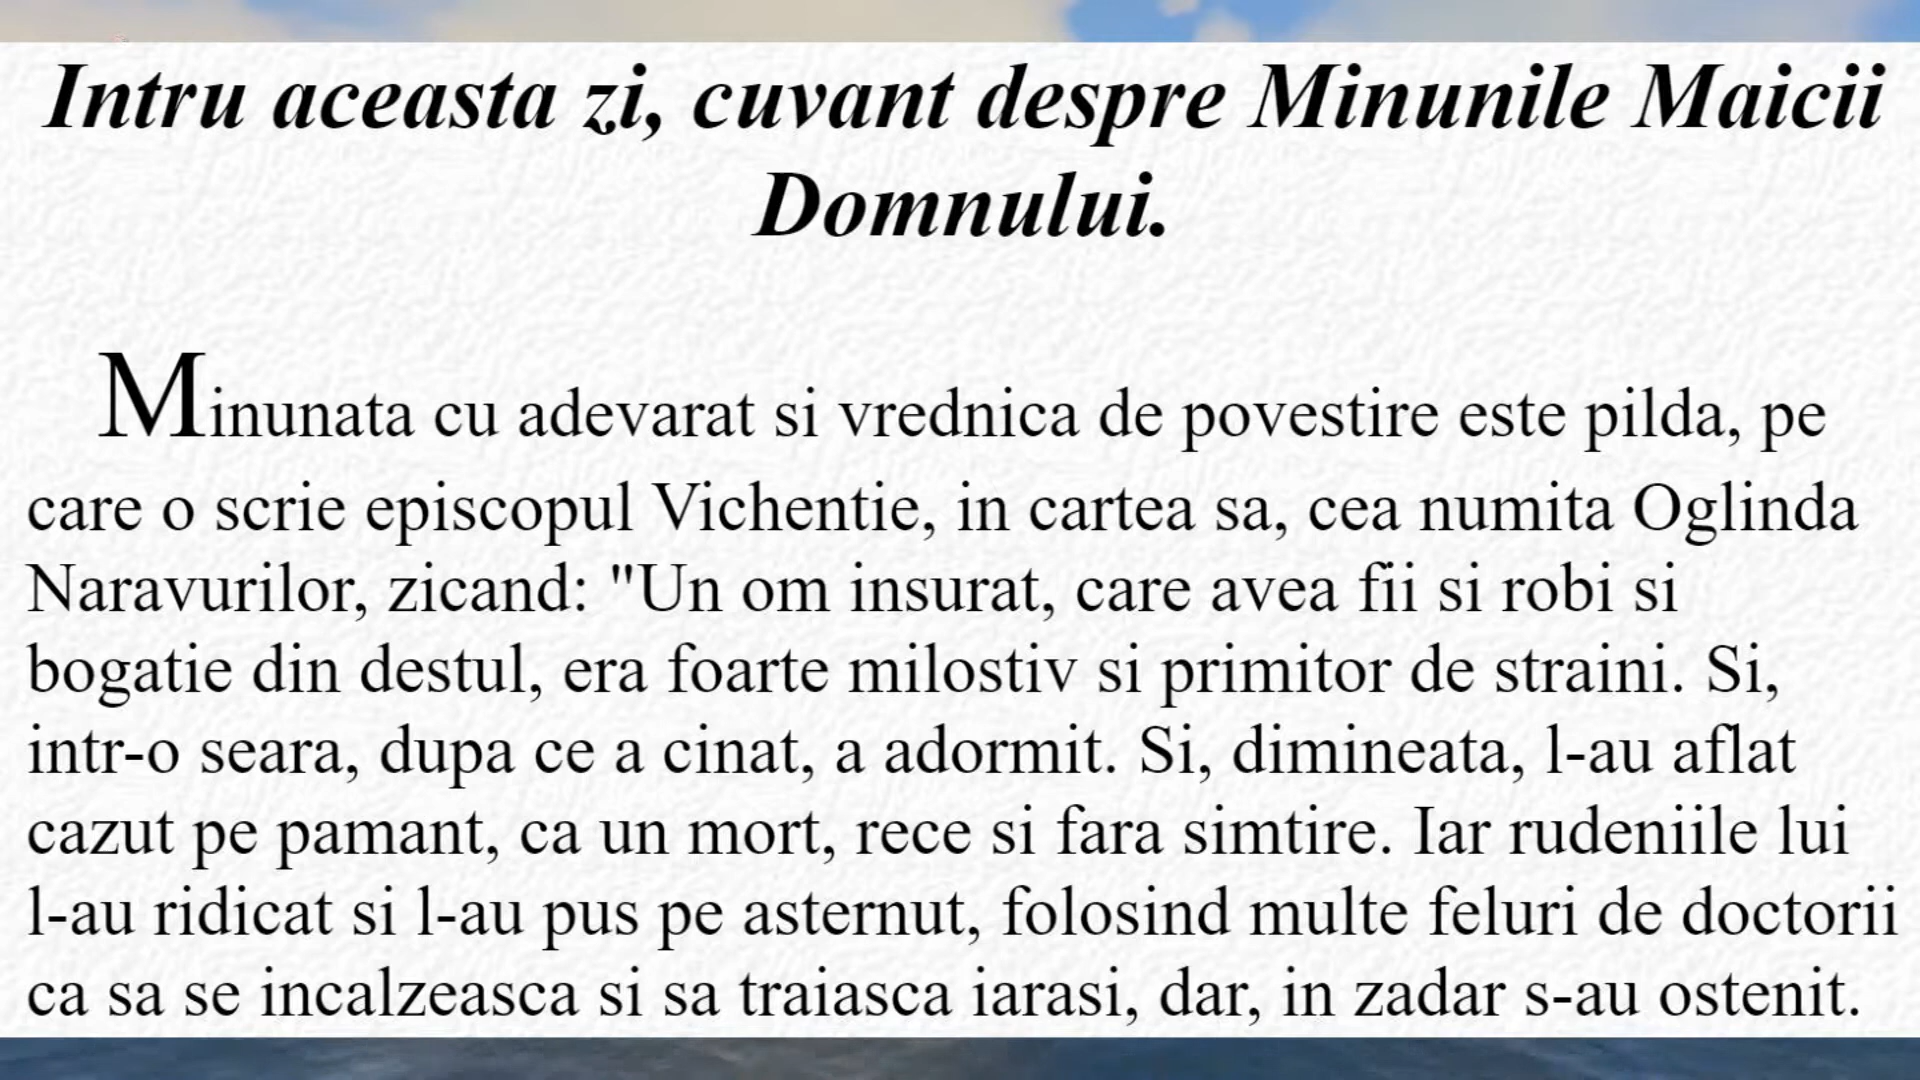 Intru aceasta zi, cuvant despre Minunile Maicii
Domnului.
Minunata cu adevarat si vrednica de povestire este pilda, pe
care o scrie episcopul Vichentie, in cartea sa, cea numita Oglinda
Naravurilor, zicand: "Un om insurat, care avea fii si robi si
bogatie din destul, era foarte milostiv si primitor de straini. Si,
intr-o seara, dupa ce a cinat, a adormit. Si, dimineata, l-au aflat
cazut pe pamant, ca un mort, rece si fara simtire. Iar rudeniile lui
l-au ridicat si l-au pus pe asternut, folosind multe feluri de doctorii
ca sa se incalzeasca si sa traiasca iarasi, dar, in zadar s-au ostenit.